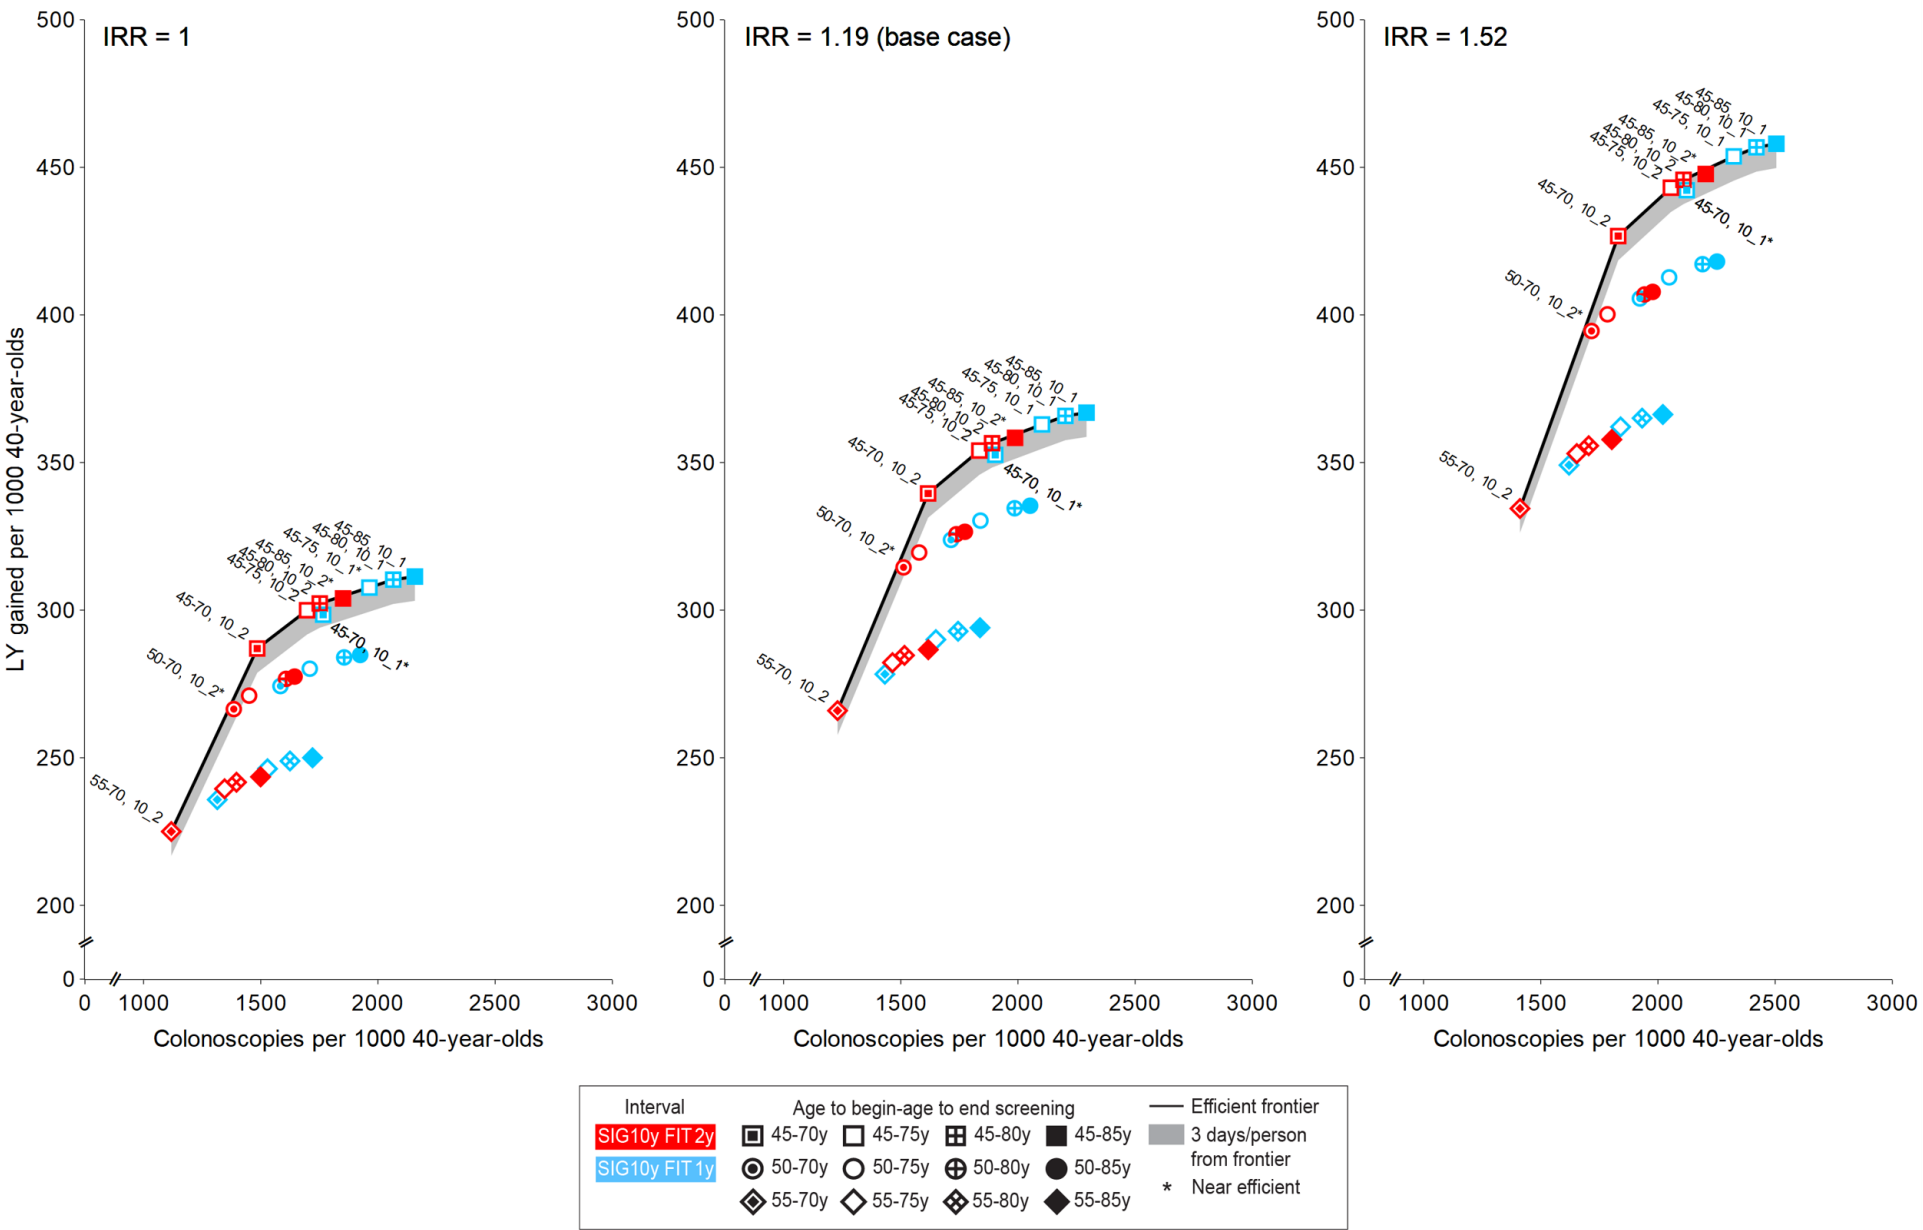 IRR = 1
500
450
400
350
300
250
200
0
LY gained per 1000 40-year-olds
55-70, 10_2
50-70, 10_2*
45-70, 10_2
45-75, 10_2
45-80, 10_2
45-85, 10_2*
45-75, 10_1*
45-80, 10_1
45-85, 10_1
45-70, 10_1*
0 1000 1500 2000 2500 3000
Colonoscopies per 1000 40-year-olds
IRR = 1.19 (base case)
500
450
400
350
300
250
200
0
55-70, 10_2
50-70, 10_2*
45-70, 10_2
45-75, 10_2
45-80, 10_2
45-85, 10_2*
45-75, 10_1
45-80, 10_1
45-85, 10_1
45-70, 10_1*
0 1000 1500 2000 2500 3000
Colonoscopies per 1000 40-year-olds
IRR = 1.52
500
450
400
350
300
250
200
0
55-70, 10_2
50-70, 10_2*
45-70, 10_2
45-75, 10_2
45-80, 10_2
45-85, 10_2*
45-75, 10_1
45-80, 10_1
45-85, 10_1
45-70, 10_1*
0 1000 1500 2000 2500 3000
Colonoscopies per 1000 40-year-olds
Interval
SIG10y FIT 2y
SIG10y FIT 1y
Age to begin-age to end screening
45-70y 45-75y 45-80y 45-85y
50-70y 50-75y 50-80y 50-85y
55-70y 55-75y 55-80y 55-85y
Efficient frontier
3 days/person
from frontier
* Near efficient